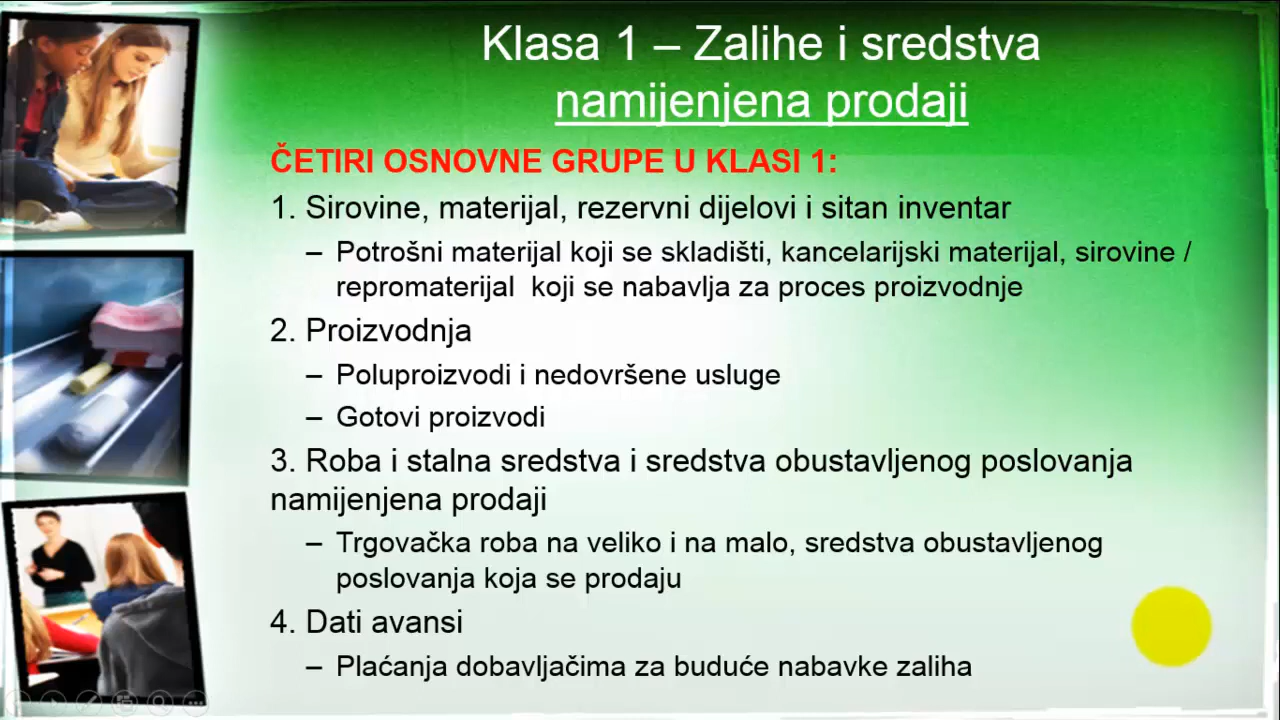 Klasa 1 – Zalihe i sredstva
namijenjena prodaji
ČETIRI OSNOVNE GRUPE U KLASI 1:
1. Sirovine, materijal, rezervni dijelovi i sitan inventar
– Potrošni materijal koji se skladišti, kancelarijski materijal, sirovine /
repromaterijal koji se nabavlja za proces proizvodnje
2. Proizvodnja
– Poluproizvodi i nedovršene usluge
– Gotovi proizvodi
3. Roba i stalna sredstva i sredstva obustavljenog poslovanja
namijenjena prodaji
– Trgovačka roba na veliko i na malo, sredstva obustavljenog
poslovanja koja se prodaju
4. Dati avansi
– Plaćanja dobavljačima za buduće nabavke zaliha